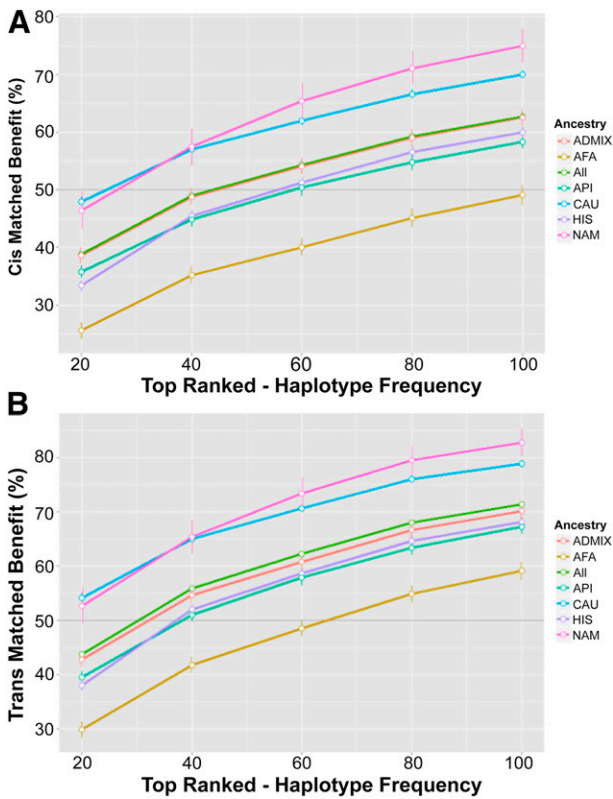 A
Cis Matched Benefit (%)
80
70
60
50
40
30
20 40 60 80 100
Top Ranked - Haplotype Frequency
Ancestry
ADMIX
AFA
All
API
CAU
HIS
NAM
B
Trans Matched Benefit (%)
80
70
60
50
40
30
20 40 60 80 100
Top Ranked - Haplotype Frequency
Ancestry
ADMIX
AFA
All
API
CAU
HIS
NAM